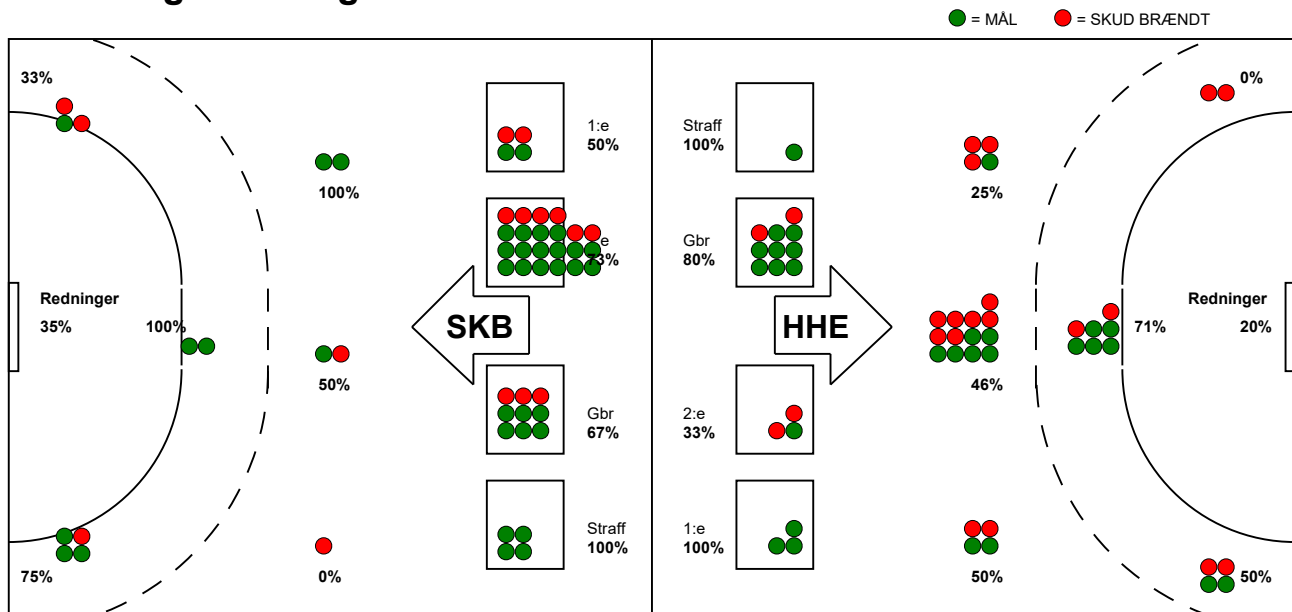 = MÅL = SKUD BRÆNDT
33%
0%
1:e
50%
Straff
100%
100%
25%
e
73%
Gbr
80%
Redninger
35%
100%
SKB
HHE
71%
Redninger
20%
50%
46%
Gbr
67%
2:e
33%
Straff
100%
1:e
100%
75%
0%
50%
50%